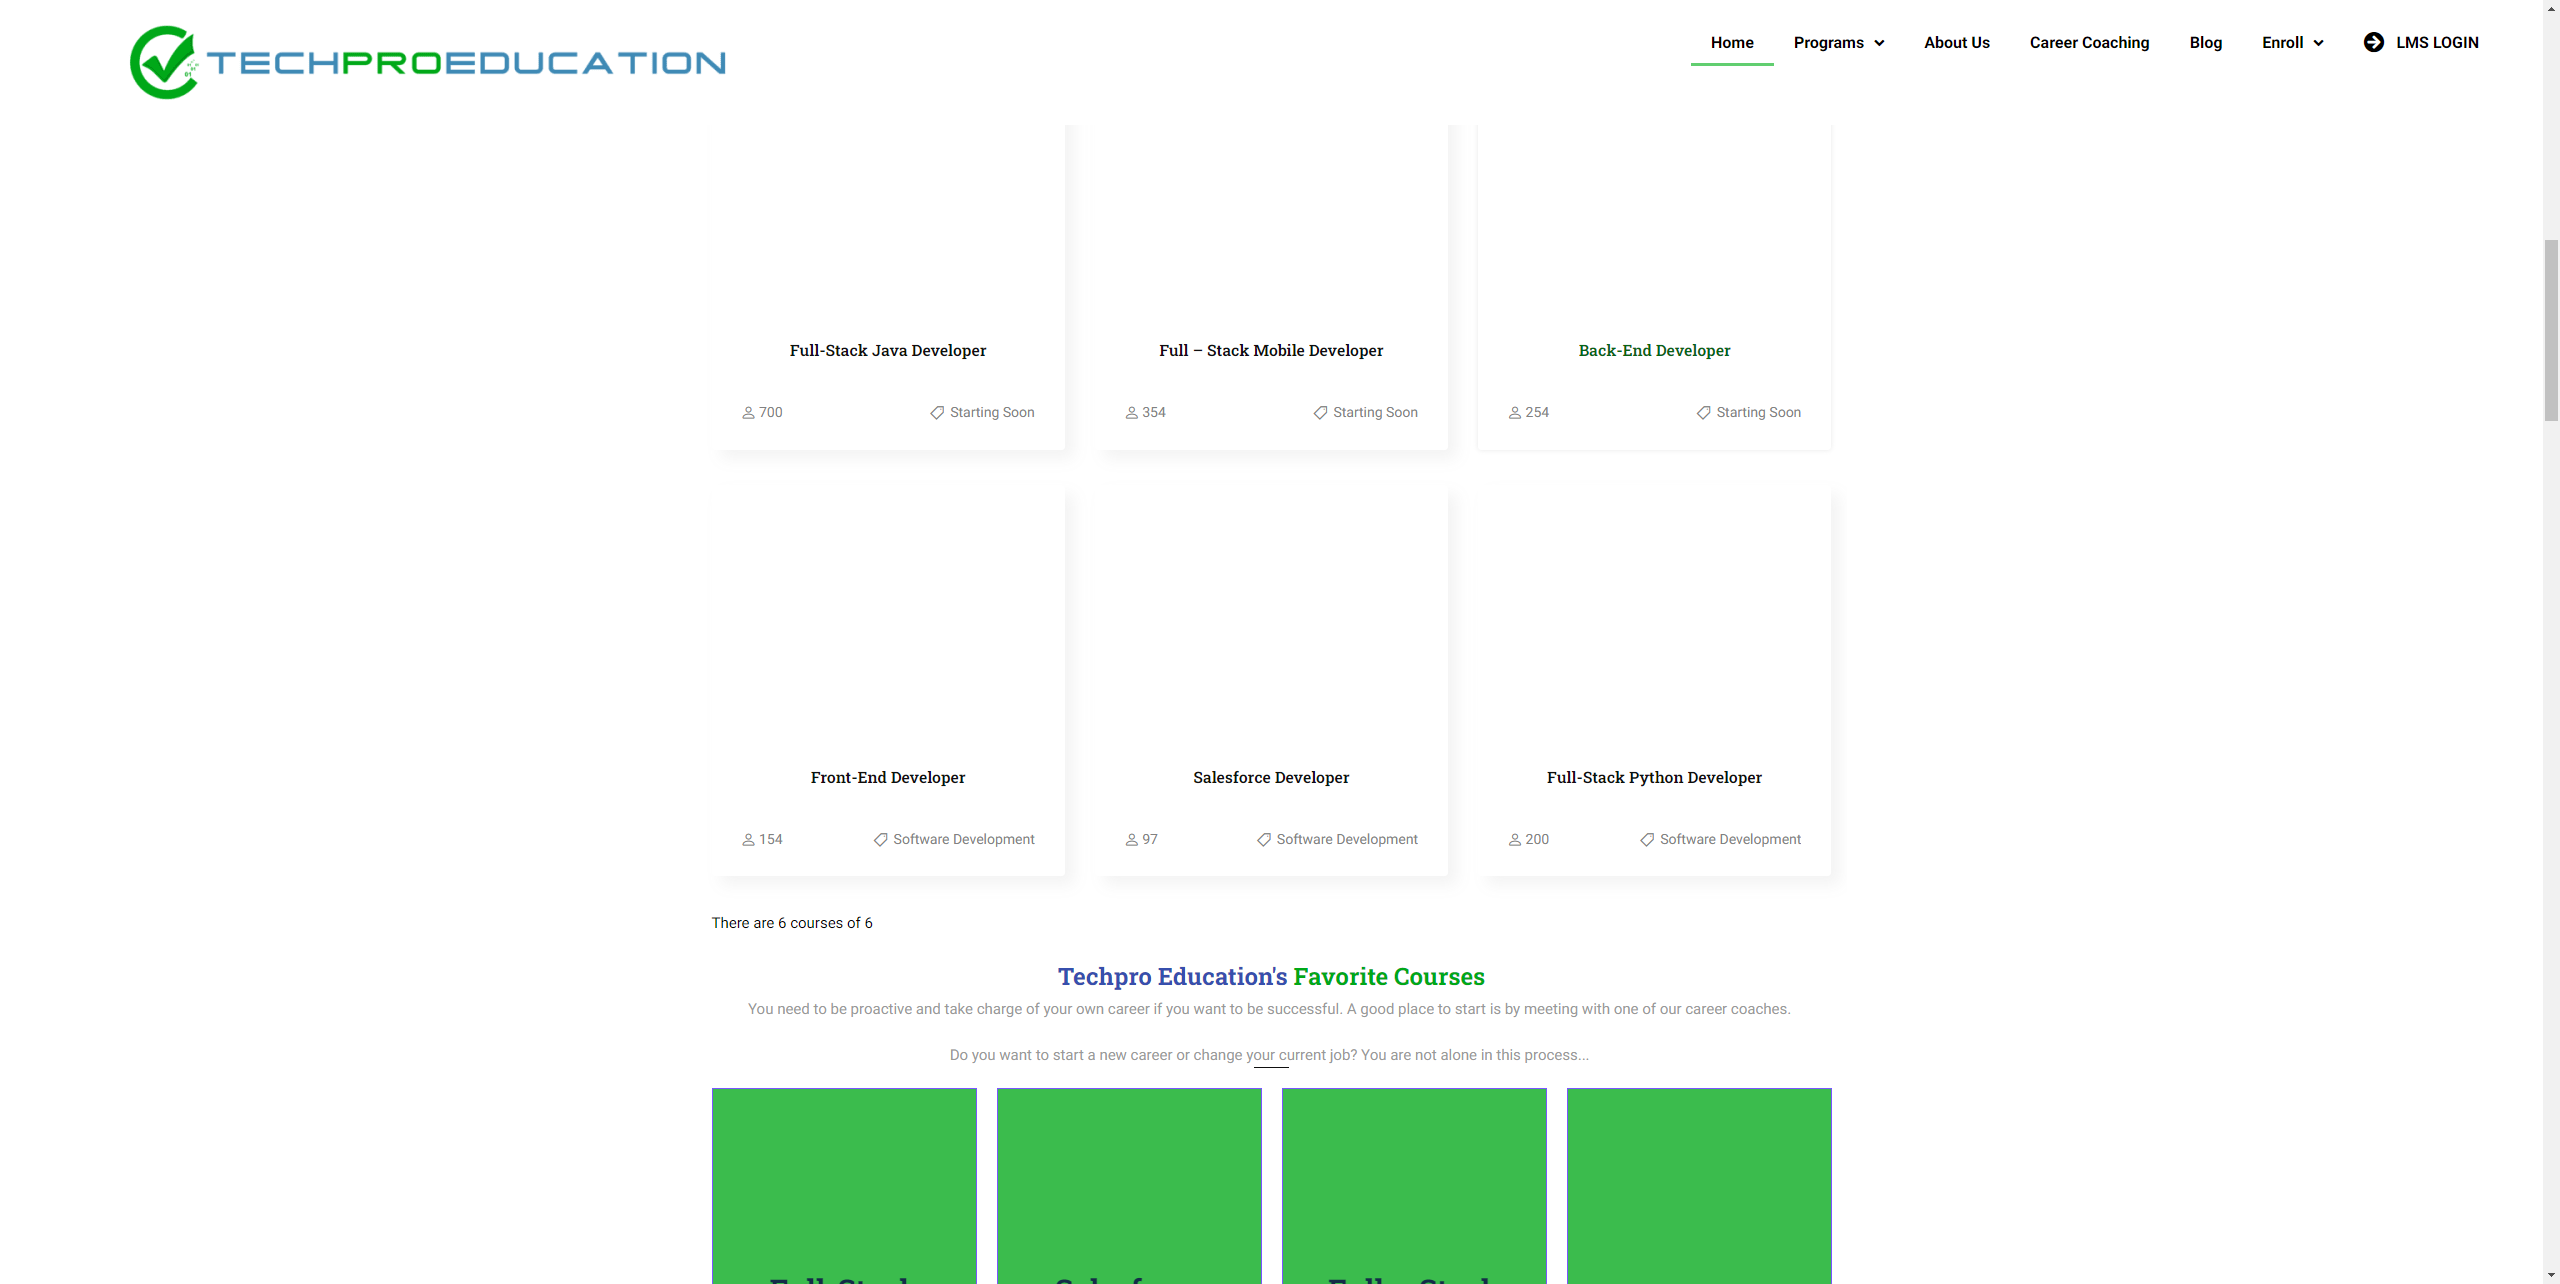 TECHPROEDUCATION
Home Programs About Us Career Coaching Blog Enroll LMS LOGIN
Full-Stack Java Developer
700 Starting Soon
Full – Stack Mobile Developer
354 Starting Soon
Back-End Developer
254 Starting Soon
Front-End Developer
154 Software Development
Salesforce Developer
97 Software Development
Full-Stack Python Developer
200 Software Development
There are 6 courses of 6
Techpro Education's Favorite Courses
You need to be proactive and take charge of your own career if you want to be successful. A good place to start is by meeting with one of our career coaches.
Do you want to start a new career or change your current job? You are not alone in this process...